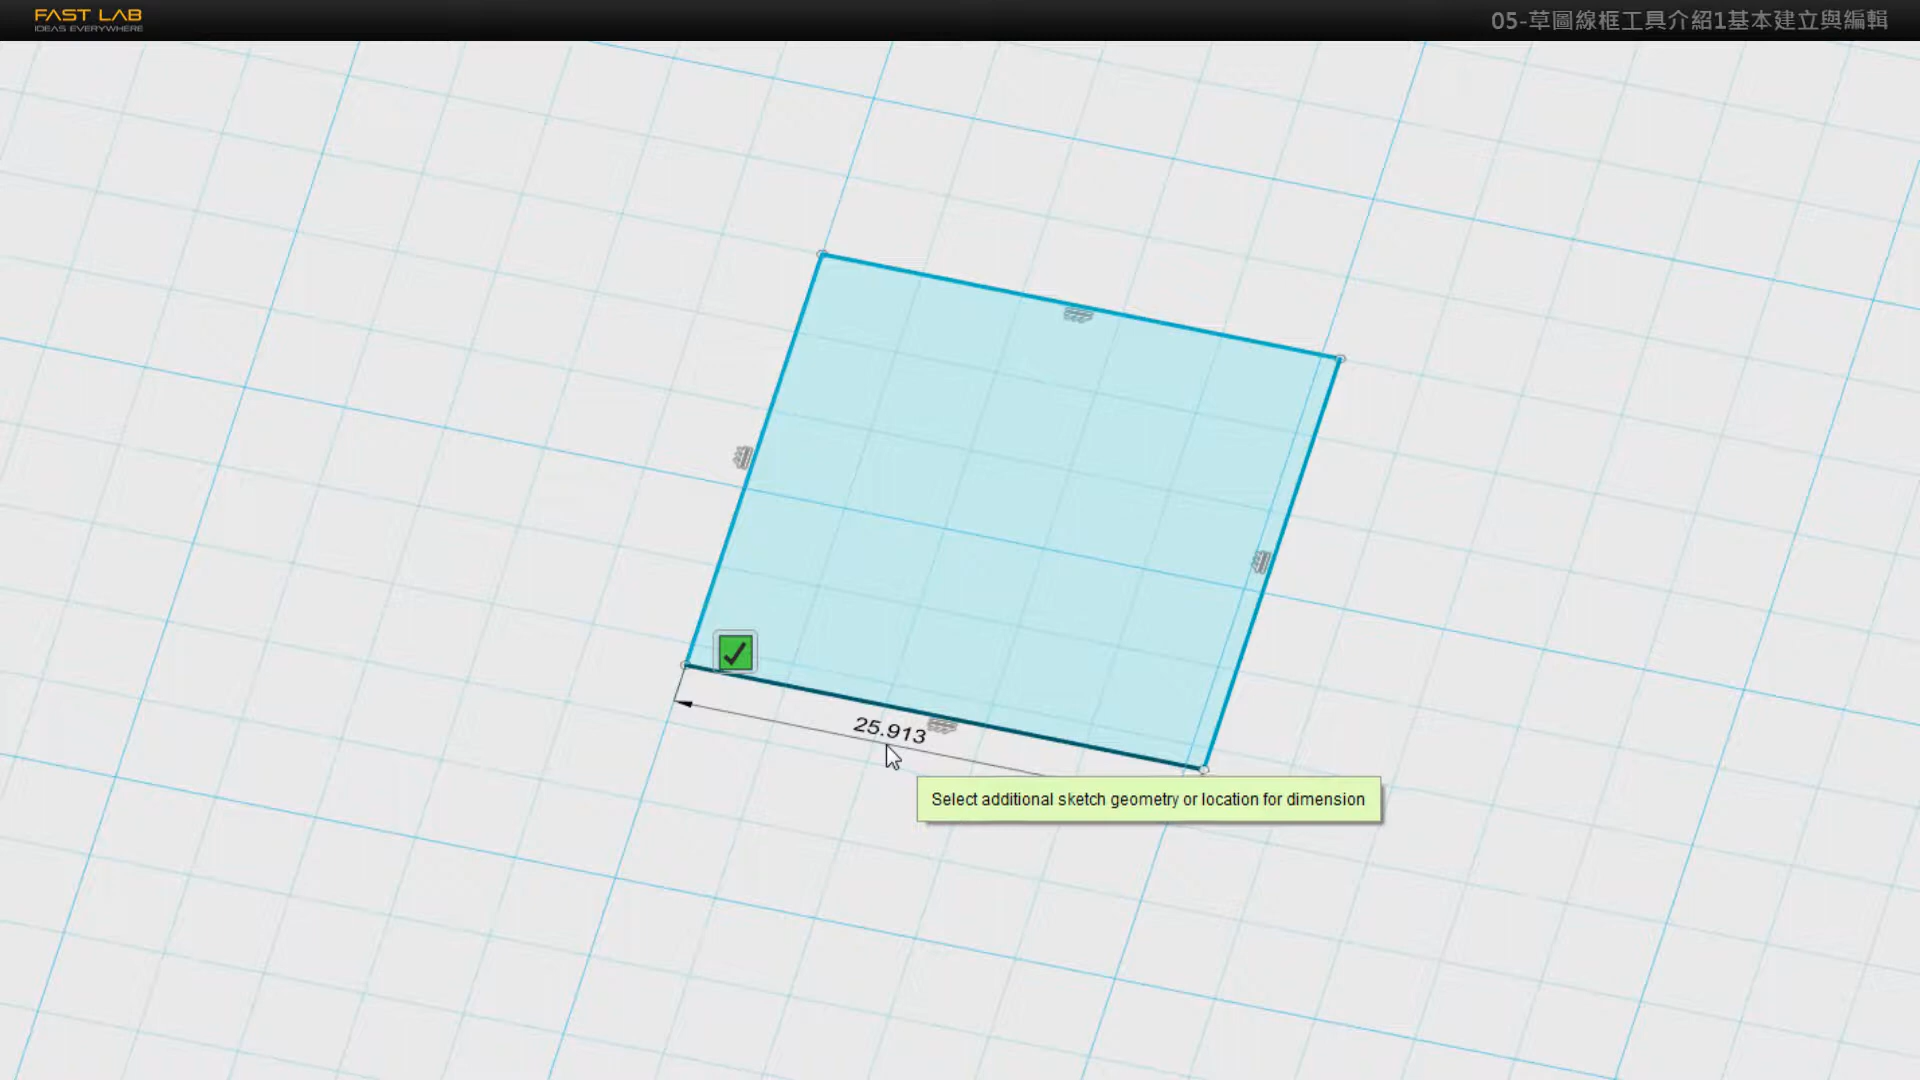 FAST LAB
IDEAS EVERYWHERE
05-草圖線框工具介紹1基本建立與編輯
25.913
Select additional sketch geometry or location for dimension